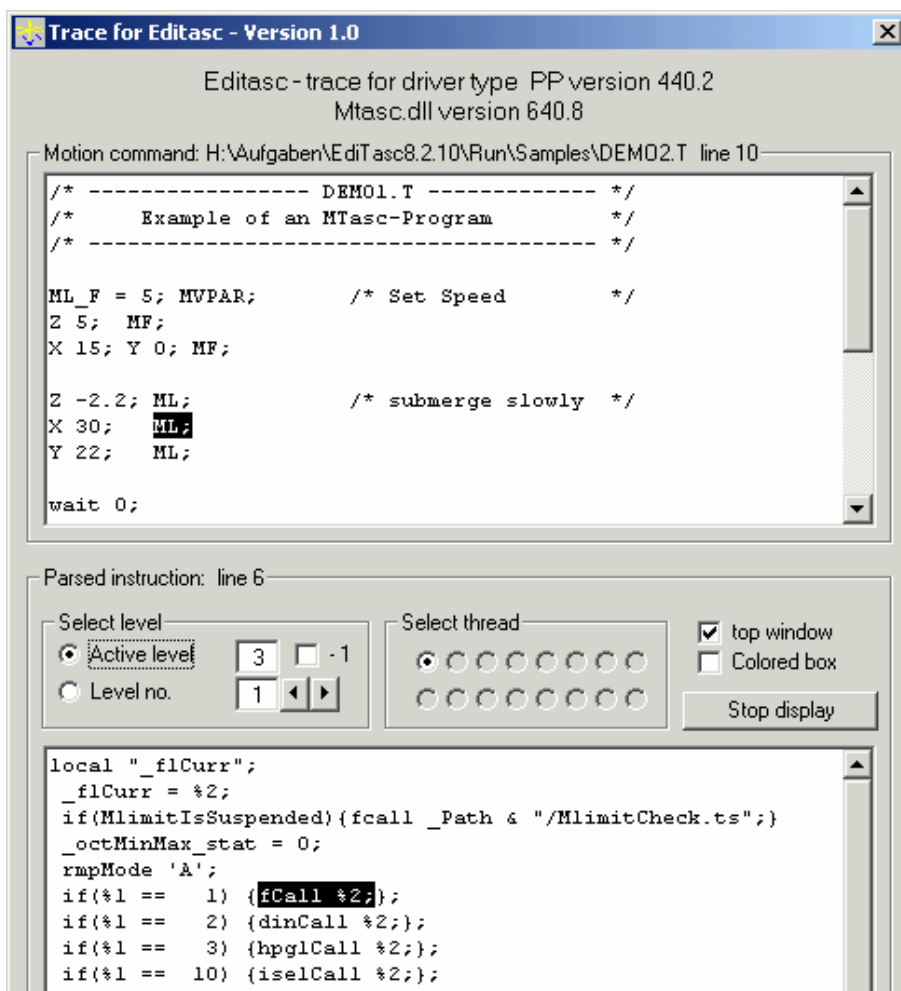 Trace for Editasc - Version 1.0
Editasc - trace for driver type PP version 440.2
Mtasc.dll version 640.8
Motion command: H:\Aufgaben\EdiTasc8.2.10\Run\Samples\DEMO2.T line 10
/* ----------------- DEMO1.T ------------- */
/*      Example of an MTasc-Program         */
/* --------------------------------------- */
ML_F = 5; MVPAR;        /* Set Speed        */
Z 5;  MF;
X 15; Y 0; MF;
Z -2.2; ML;             /* submerge slowly  */
X 30;   ML;
Y 22;   ML;
wait 0;
Parsed instruction: line 6
Select level
Select thread
Active level 3 - 1
top window
Colored box
Level no. 1
Stop display
local "_flCurr";
_flCurr = %2;
if(MlimitIsSuspended){fcall _Path & "/MlimitCheck.ts";}
_octMinMax_stat = 0;
rmpMode 'A';
if(%1 ==   1) {fCall %2;};
if(%1 ==   2) {dinCall %2;};
if(%1 ==   3) {hpglCall %2;};
if(%1 ==  10) {iselCall %2;};